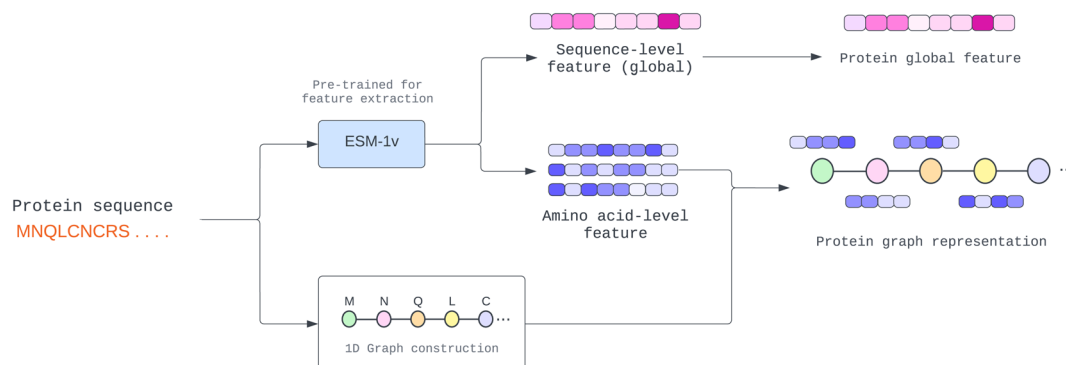 Protein sequence
MNQLCNCRS . . . .
Pre-trained for
feature extraction
ESM-1v
Sequence-level
feature (global)
Protein global feature
Amino acid-level
feature
M N Q L C
...
1D Graph construction
...
Protein graph representation